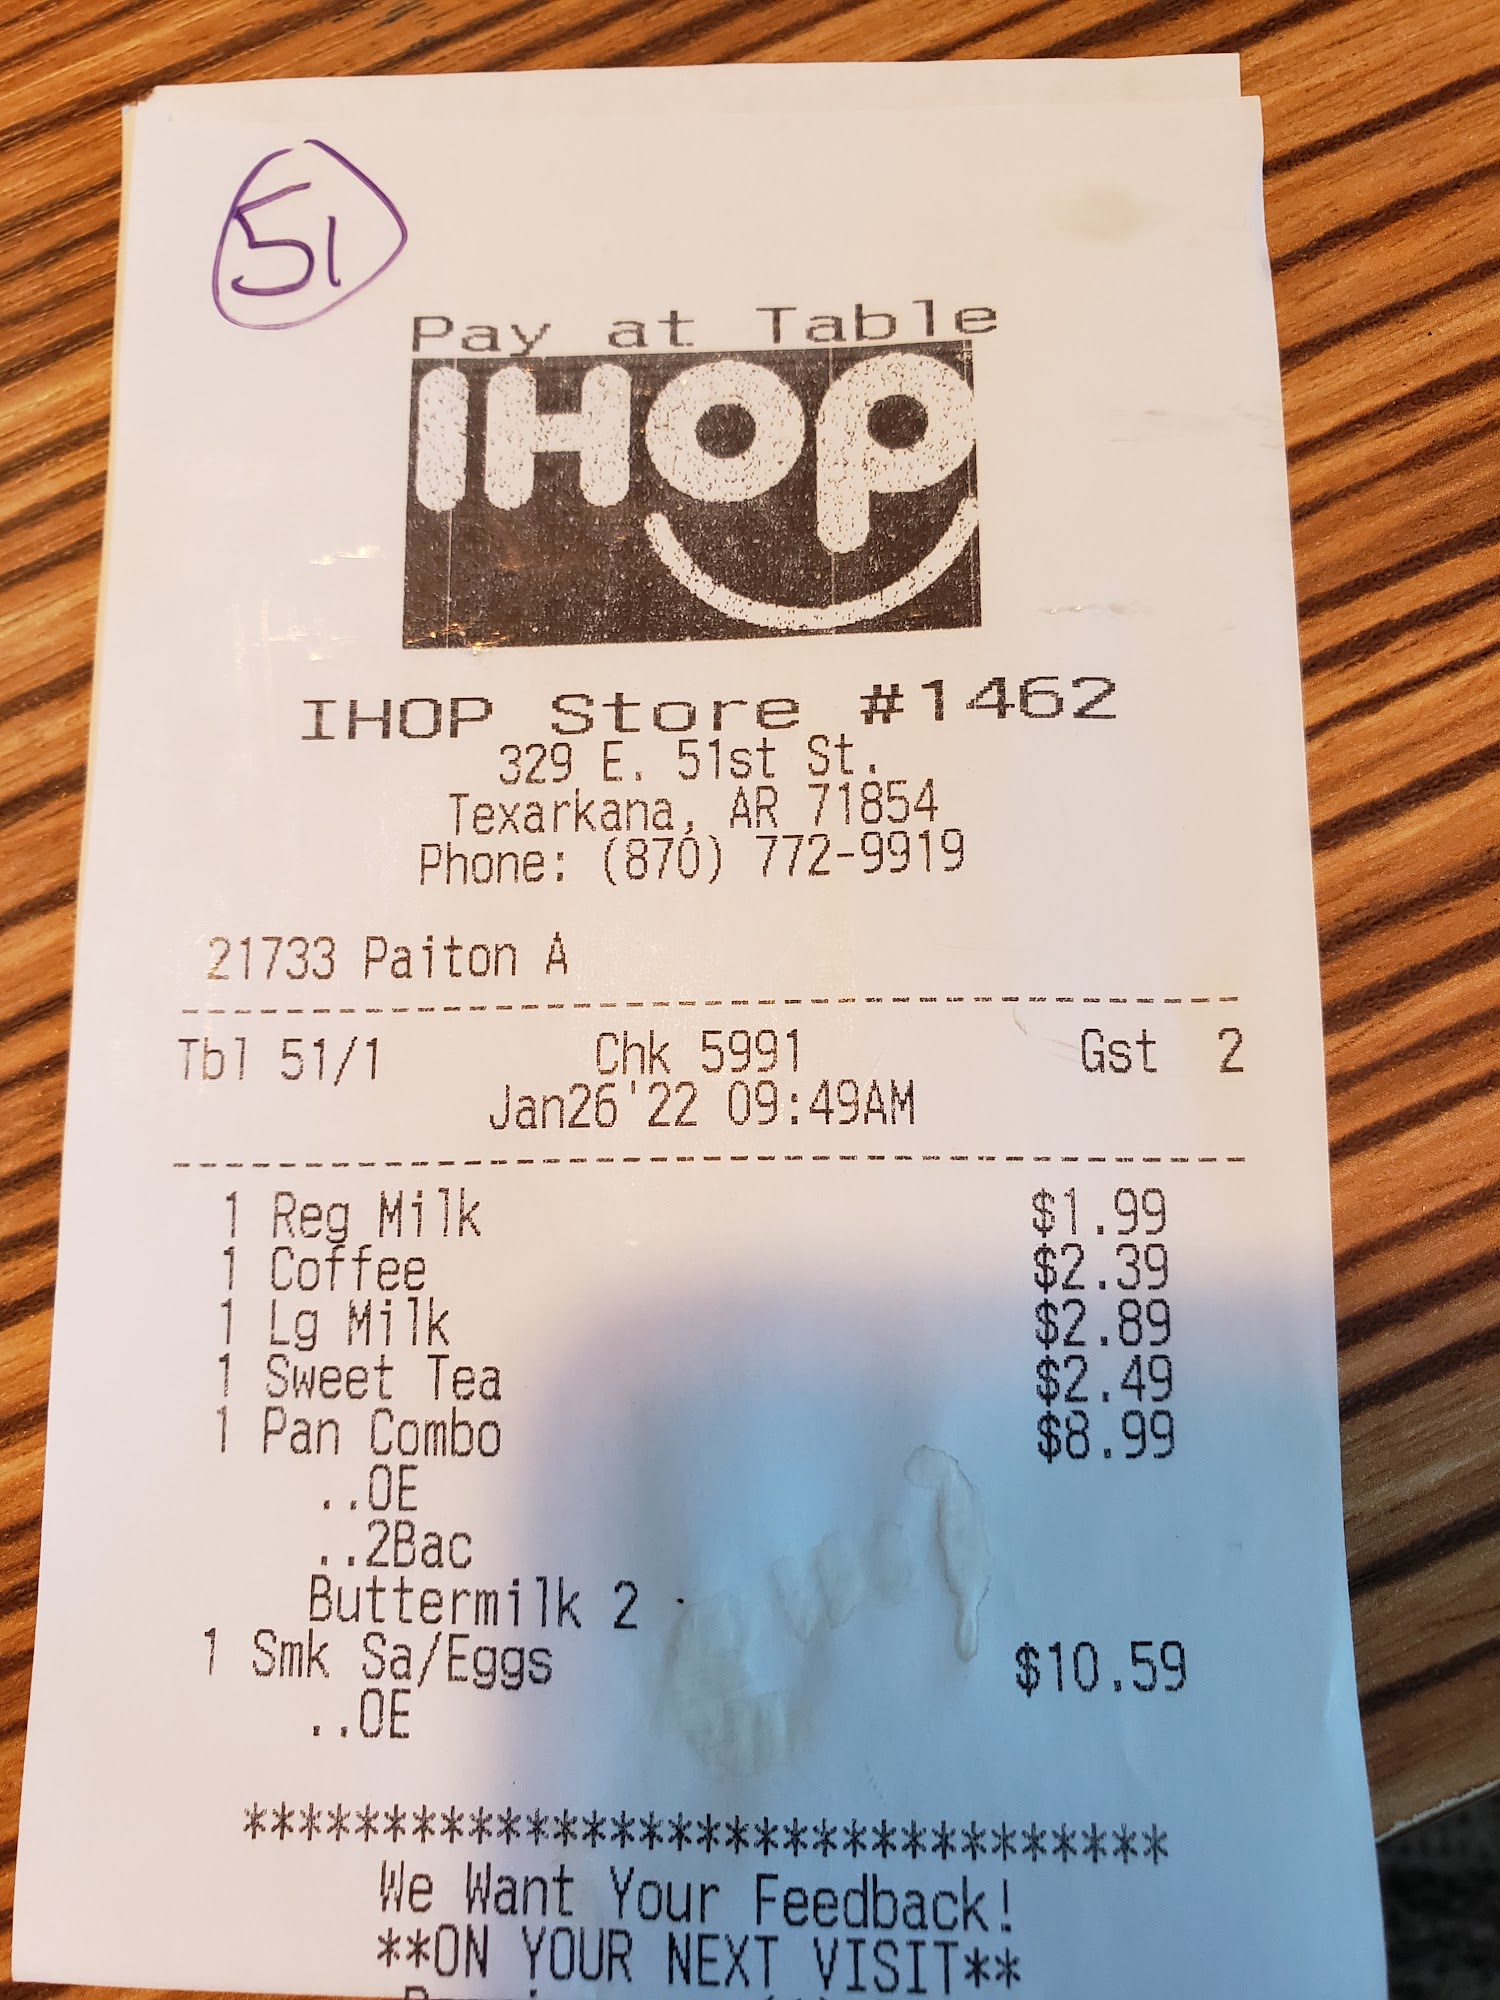 51
Pay at Table
IHOP
IHOP Store #1462
329 E. 51st St.
Texarkana, AR 71854
Phone: (870) 772-9919
21733 Paiton A
Tbl 51/1 Chk 5991 Gst 2
Jan26'22 09:49AM
1 Reg Milk $1.99
1 Coffee $2.39
1 Lg Milk $2.89
1 Sweet Tea $2.49
1 Pan Combo $8.99
..OE
..2Bac
Buttermilk 2
1 Smk Sa/Eggs $10.59
..OE
*********************************
We Want Your Feedback!
**ON YOUR NEXT VISIT**